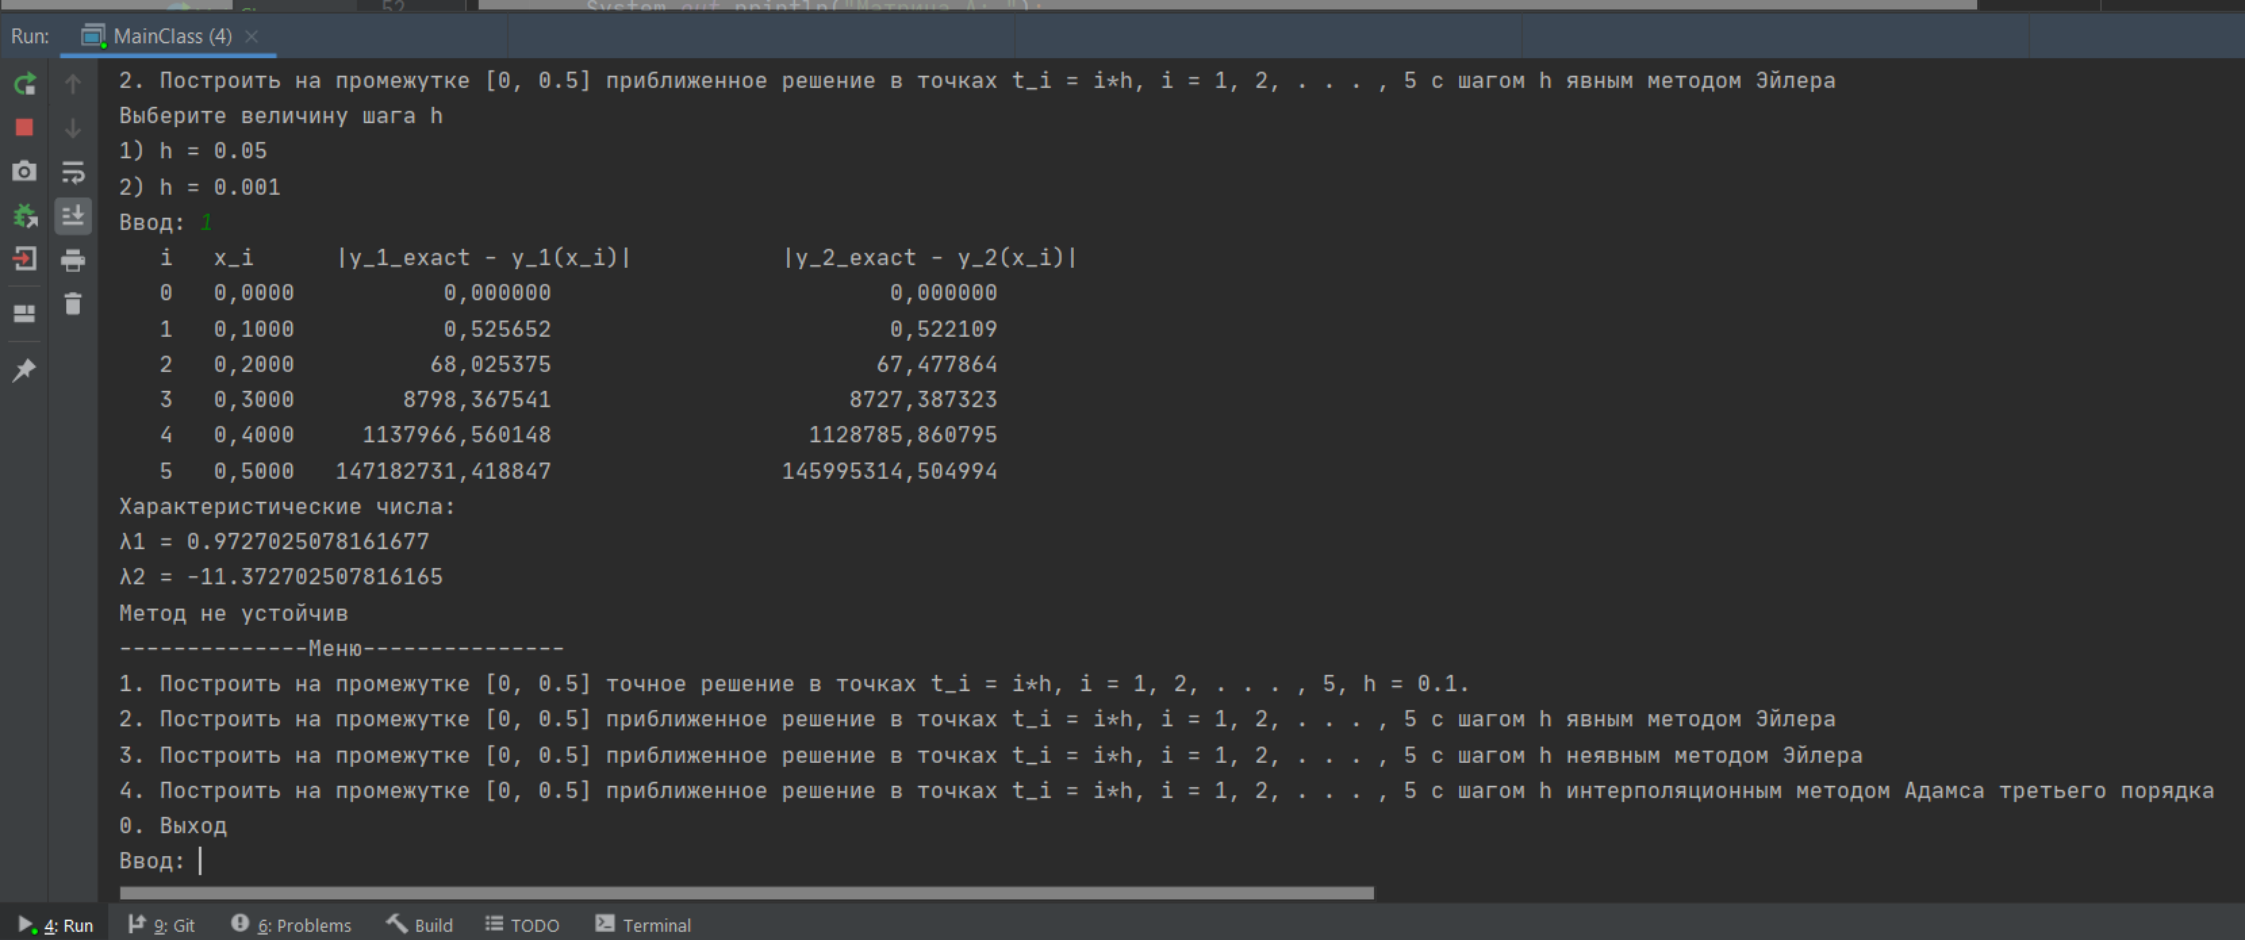 52 System.out.println("Матрица A: ");
Run: MainClass (4)
2. Построить на промежутке [0, 0.5] приближенное решение в точках t_i = i*h, i = 1, 2, . . . , 5 с шагом h явным методом Эйлера
Выберите величину шага h
1) h = 0.05
2) h = 0.001
Ввод: 1
i x_i |y_1_exact - y_1(x_i)| |y_2_exact - y_2(x_i)|
0 0,0000 0,000000 0,000000
1 0,1000 0,525652 0,522109
2 0,2000 68,025375 67,477864
3 0,3000 8798,367541 8727,387323
4 0,4000 1137966,560148 1128785,860795
5 0,5000 147182731,418847 145995314,504994
Характеристические числа:
λ1 = 0.9727025078161677
λ2 = -11.372702507816165
Метод не устойчив
--------------Меню---------------
1. Построить на промежутке [0, 0.5] точное решение в точках t_i = i*h, i = 1, 2, . . . , 5, h = 0.1.
2. Построить на промежутке [0, 0.5] приближенное решение в точках t_i = i*h, i = 1, 2, . . . , 5 с шагом h явным методом Эйлера
3. Построить на промежутке [0, 0.5] приближенное решение в точках t_i = i*h, i = 1, 2, . . . , 5 с шагом h неявным методом Эйлера
4. Построить на промежутке [0, 0.5] приближенное решение в точках t_i = i*h, i = 1, 2, . . . , 5 с шагом h интерполяционным методом Адамса третьего порядка
0. Выход
Ввод:
4: Run 9: Git 6: Problems Build TODO Terminal